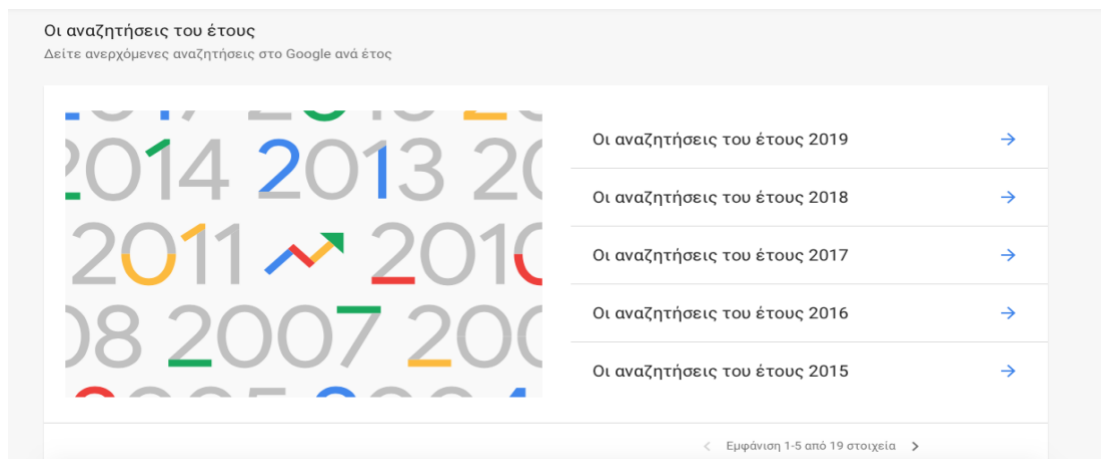 Οι αναζητήσεις του έτους
Δείτε ανερχόμενες αναζητήσεις στο Google ανά έτος
2014 2013
2011 2010
08 2007
Οι αναζητήσεις του έτους 2019
Οι αναζητήσεις του έτους 2018
Οι αναζητήσεις του έτους 2017
Οι αναζητήσεις του έτους 2016
Οι αναζητήσεις του έτους 2015
Εμφάνιση 1-5 από 19 στοιχεία